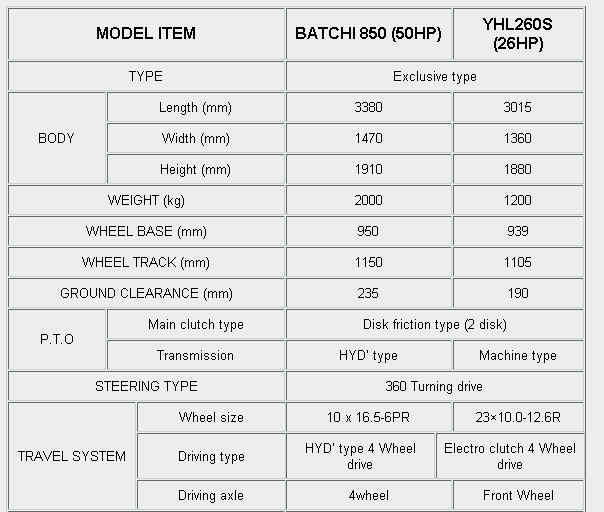 MODEL ITEM BATCHI 850 (50HP) YHL260S
(26HP)
TYPE Exclusive type
BODY Length (mm) 3380 3015
Width (mm) 1470 1360
Height (mm) 1910 1880
WEIGHT (kg) 2000 1200
WHEEL BASE (mm) 950 939
WHEEL TRACK (mm) 1150 1105
GROUND CLEARANCE (mm) 235 190
P.T.O Main clutch type Disk friction type (2 disk)
Transmission HYD' type Machine type
STEERING TYPE 360 Turning drive
TRAVEL SYSTEM Wheel size 10 x 16.5-6PR 23×10.0-12.6R
Driving type HYD' type 4 Wheel
drive Electro clutch 4 Wheel
drive
Driving axle 4wheel Front Wheel